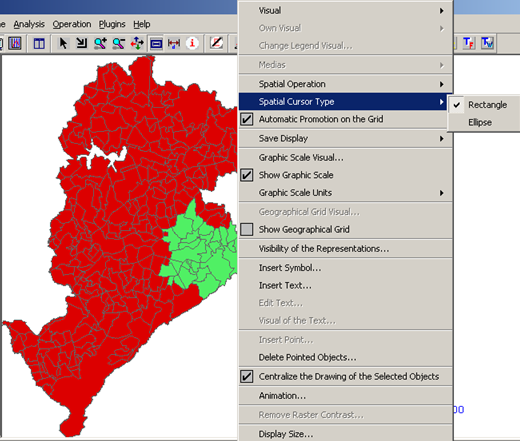 Analysis Operation Plugins Help
Visual
Own Visual
Change Legend Visual...
Medias
Spatial Operation
Spatial Cursor Type
Rectangle
Automatic Promotion on the Grid
Ellipse
Save Display
Graphic Scale Visual...
Show Graphic Scale
Graphic Scale Units
Geographical Grid Visual...
Show Geographical Grid
Visibility of the Representations...
Insert Symbol...
Insert Text...
Edit Text...
Visual of the Text...
Insert Point...
Delete Pointed Objects...
Centralize the Drawing of the Selected Objects
Animation...
00
Remove Raster Contrast...
Display Size...